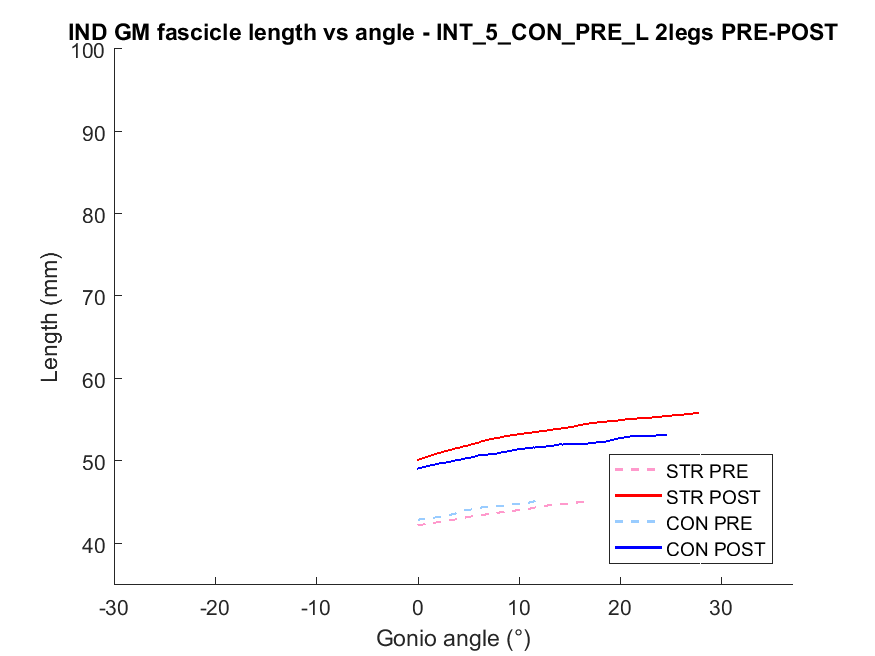 IND GM fascicle length vs angle - INT_5_CON_PRE_L 2legs PRE-POST
100
90
80
70
60
50
40
Length (mm)
-30 -20 -10 0 10 20 30
Gonio angle (°)
STR PRE
STR POST
CON PRE
CON POST